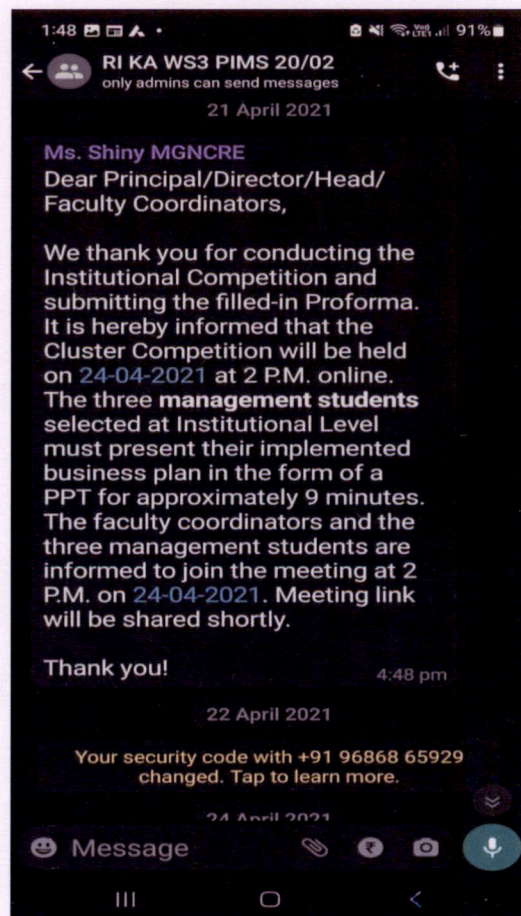 1:48 91%
RI KA WS3 PIMS 20/02
only admins can send messages
21 April 2021
Ms. Shiny MGNCRE
Dear Principal/Director/Head/
Faculty Coordinators,
We thank you for conducting the
Institutional Competition and
submitting the filled-in Proforma.
It is hereby informed that the
Cluster Competition will be held
on 24-04-2021 at 2 P.M. online.
The three management students
selected at Institutional Level
must present their implemented
business plan in the form of a
PPT for approximately 9 minutes.
The faculty coordinators and the
three management students are
informed to join the meeting at 2
P.M. on 24-04-2021. Meeting link
will be shared shortly.
Thank you!
4:48 pm
22 April 2021
Your security code with +91 96868 65929
changed. Tap to learn more.
24 April 2021
Message